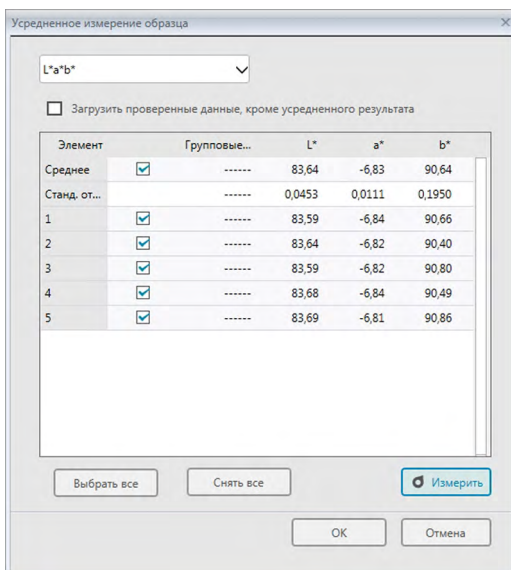 Усредненное измерение образца
L*a*b*
Загрузить проверенные данные, кроме усредненного результата
Элемент Групповые... L* a* b*
Среднее ------ 83,64 -6,83 90,64
Станд. от... ------ 0,0453 0,0111 0,1950
1 ------ 83,59 -6,84 90,66
2 ------ 83,64 -6,82 90,40
3 ------ 83,59 -6,82 90,80
4 ------ 83,68 -6,84 90,49
5 ------ 83,69 -6,81 90,86
Выбрать все Снять все Измерить
ОК Отмена